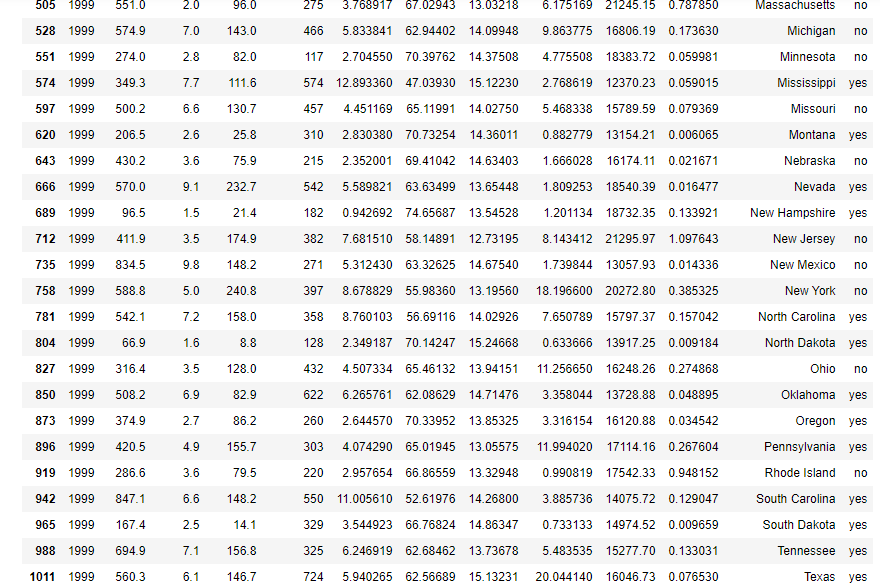 505 1999 551.0 2.0 96.0 275 3.768917 67.02943 13.03218 6.175169 21245.15 0.787850 Massachusetts no
528 1999 574.9 7.0 143.0 466 5.833841 62.94402 14.09948 9.863775 16806.19 0.173630 Michigan no
551 1999 274.0 2.8 82.0 117 2.704550 70.39762 14.37508 4.775508 18383.72 0.059981 Minnesota no
574 1999 349.3 7.7 111.6 574 12.893360 47.03930 15.12230 2.768619 12370.23 0.059015 Mississippi yes
597 1999 500.2 6.6 130.7 457 4.451169 65.11991 14.02750 5.468338 15789.59 0.079369 Missouri no
620 1999 206.5 2.6 25.8 310 2.830380 70.73254 14.36011 0.882779 13154.21 0.006065 Montana yes
643 1999 430.2 3.6 75.9 215 2.352001 69.41042 14.63403 1.666028 16174.11 0.021671 Nebraska no
666 1999 570.0 9.1 232.7 542 5.589821 63.63499 13.65448 1.809253 18540.39 0.016477 Nevada yes
689 1999 96.5 1.5 21.4 182 0.942692 74.65687 13.54528 1.201134 18732.35 0.133921 New Hampshire yes
712 1999 411.9 3.5 174.9 382 7.681510 58.14891 12.73195 8.143412 21295.97 1.097643 New Jersey no
735 1999 834.5 9.8 148.2 271 5.312430 63.32625 14.67540 1.739844 13057.93 0.014336 New Mexico no
758 1999 588.8 5.0 240.8 397 8.678829 55.98360 13.19560 18.196600 20272.80 0.385325 New York no
781 1999 542.1 7.2 158.0 358 8.760103 56.69116 14.02926 7.650789 15797.37 0.157042 North Carolina yes
804 1999 66.9 1.6 8.8 128 2.349187 70.14247 15.24668 0.633666 13917.25 0.009184 North Dakota yes
827 1999 316.4 3.5 128.0 432 4.507334 65.46132 13.94151 11.256650 16248.26 0.274868 Ohio no
850 1999 508.2 6.9 82.9 622 6.265761 62.08629 14.71476 3.358044 13728.88 0.048895 Oklahoma yes
873 1999 374.9 2.7 86.2 260 2.644570 70.33952 13.85325 3.316154 16120.88 0.034542 Oregon yes
896 1999 420.5 4.9 155.7 303 4.074290 65.01945 13.05575 11.994020 17114.16 0.267604 Pennsylvania yes
919 1999 286.6 3.6 79.5 220 2.957654 66.86559 13.32948 0.990819 17542.33 0.948152 Rhode Island no
942 1999 847.1 6.6 148.2 550 11.005610 52.61976 14.26800 3.885736 14075.72 0.129047 South Carolina yes
965 1999 167.4 2.5 14.1 329 3.544923 66.76824 14.86347 0.733133 14974.52 0.009659 South Dakota yes
988 1999 694.9 7.1 156.8 325 6.246919 62.68462 13.73678 5.483535 15277.70 0.133031 Tennessee yes
1011 1999 560.3 6.1 146.7 724 5.940265 62.56689 15.13231 20.044140 16046.73 0.076530 Texas yes